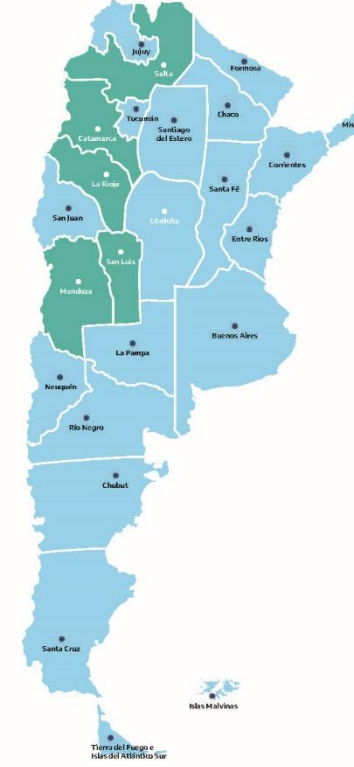 Jujuy
Salta
Formosa
Tucumán
Chaco
Santiago
del Estero
Catamarca
Mis
Corrientes
La Rioja
Santa Fé
San Juan
Córdoba
Entre Rios
San Luis
Mendoza
Buenos Aires
La Pampa
Neuquén
Río Negro
Chubut
Santa Cruz
Islas Malvinas
Tierra del Fuego e
Islas del Atlántico Sur